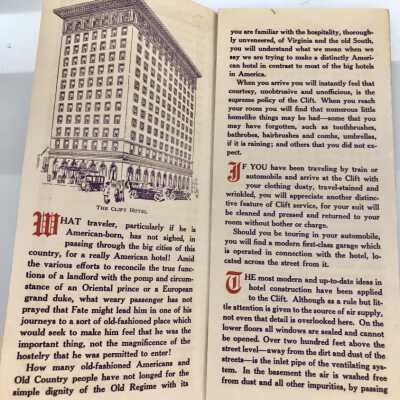 THE CLIFT HOTEL
WHAT traveler, particularly if he is
American-born, has not sighed, in
passing through the big cities of this
country, for a really American hotel! Amid
the various efforts to reconcile the true func-
tions of a landlord with the pomp and circum-
stance of an Oriental prince or a European
grand duke, what weary passenger has not
prayed that Fate might lead him in one of his
journeys to a sort of old-fashioned place which
would seek to make him feel that he was the
important thing, not the magnificence of the
hostelry that he was permitted to enter!
How many old-fashioned Americans and
Old Country people have not longed for the
simple dignity of the Old Regime with its
you are familiar with the hospitality, thorough-
ly unveneered, of Virginia and the old South,
you will understand what we mean when we
say we are trying to make a distinctly Ameri-
can hotel in contrast to most of the big hotels
in America.
When you arrive you will instantly feel that
courtesy, unobtrusive and unofficious, is the
supreme policy of the Clift. When you reach
your room you will find that numerous little
homelike things may be had—some that you
may have forgotten, such as toothbrushes,
bathrobes, hairbrushes and combs, umbrellas,
if it is raining; and others that you did not ex-
pect.
IF YOU have been traveling by train or
automobile and arrive at the Clift with
your clothing dusty, travel-stained and
wrinkled, you will appreciate another distinc-
tive feature of Clift service, for your suit will
be cleaned and pressed and returned to your
room without bother or charge.
Should you be touring in your automobile,
you will find a modern first-class garage which
is operated in connection with the hotel, lo-
cated across the street from it.
THE most modern and up-to-date ideas in
hotel construction have been applied
to the Clift. Although as a rule but lit-
tle attention is given to the source of air supply,
not even that detail is overlooked here. On the
lower floors all windows are sealed and cannot
be opened. Over two hundred feet above the
street level—away from the dirt and dust of the
streets—is the inlet pipe of the ventilating sys-
tem. In the basement the air is washed free
from dust and all other impurities, by passing